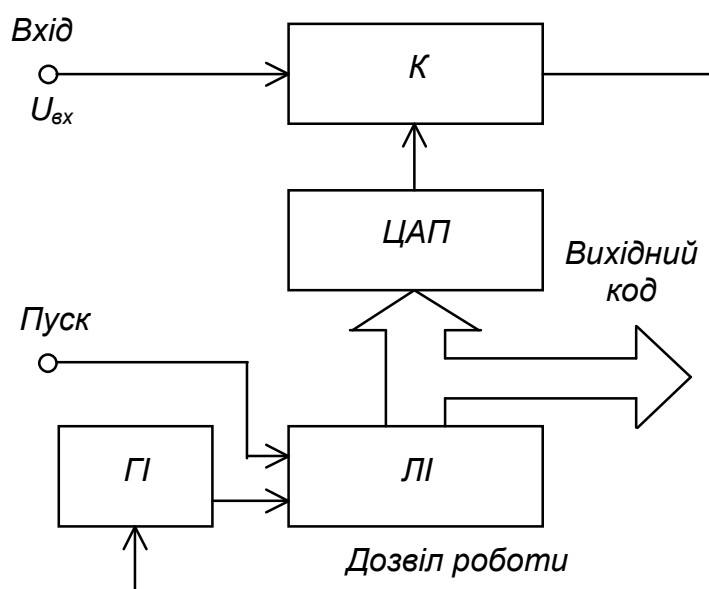 Вхід
К
Uвх
ЦАП
Вихідний
код
Пуск
ГІ
ЛІ
Дозвіл роботи